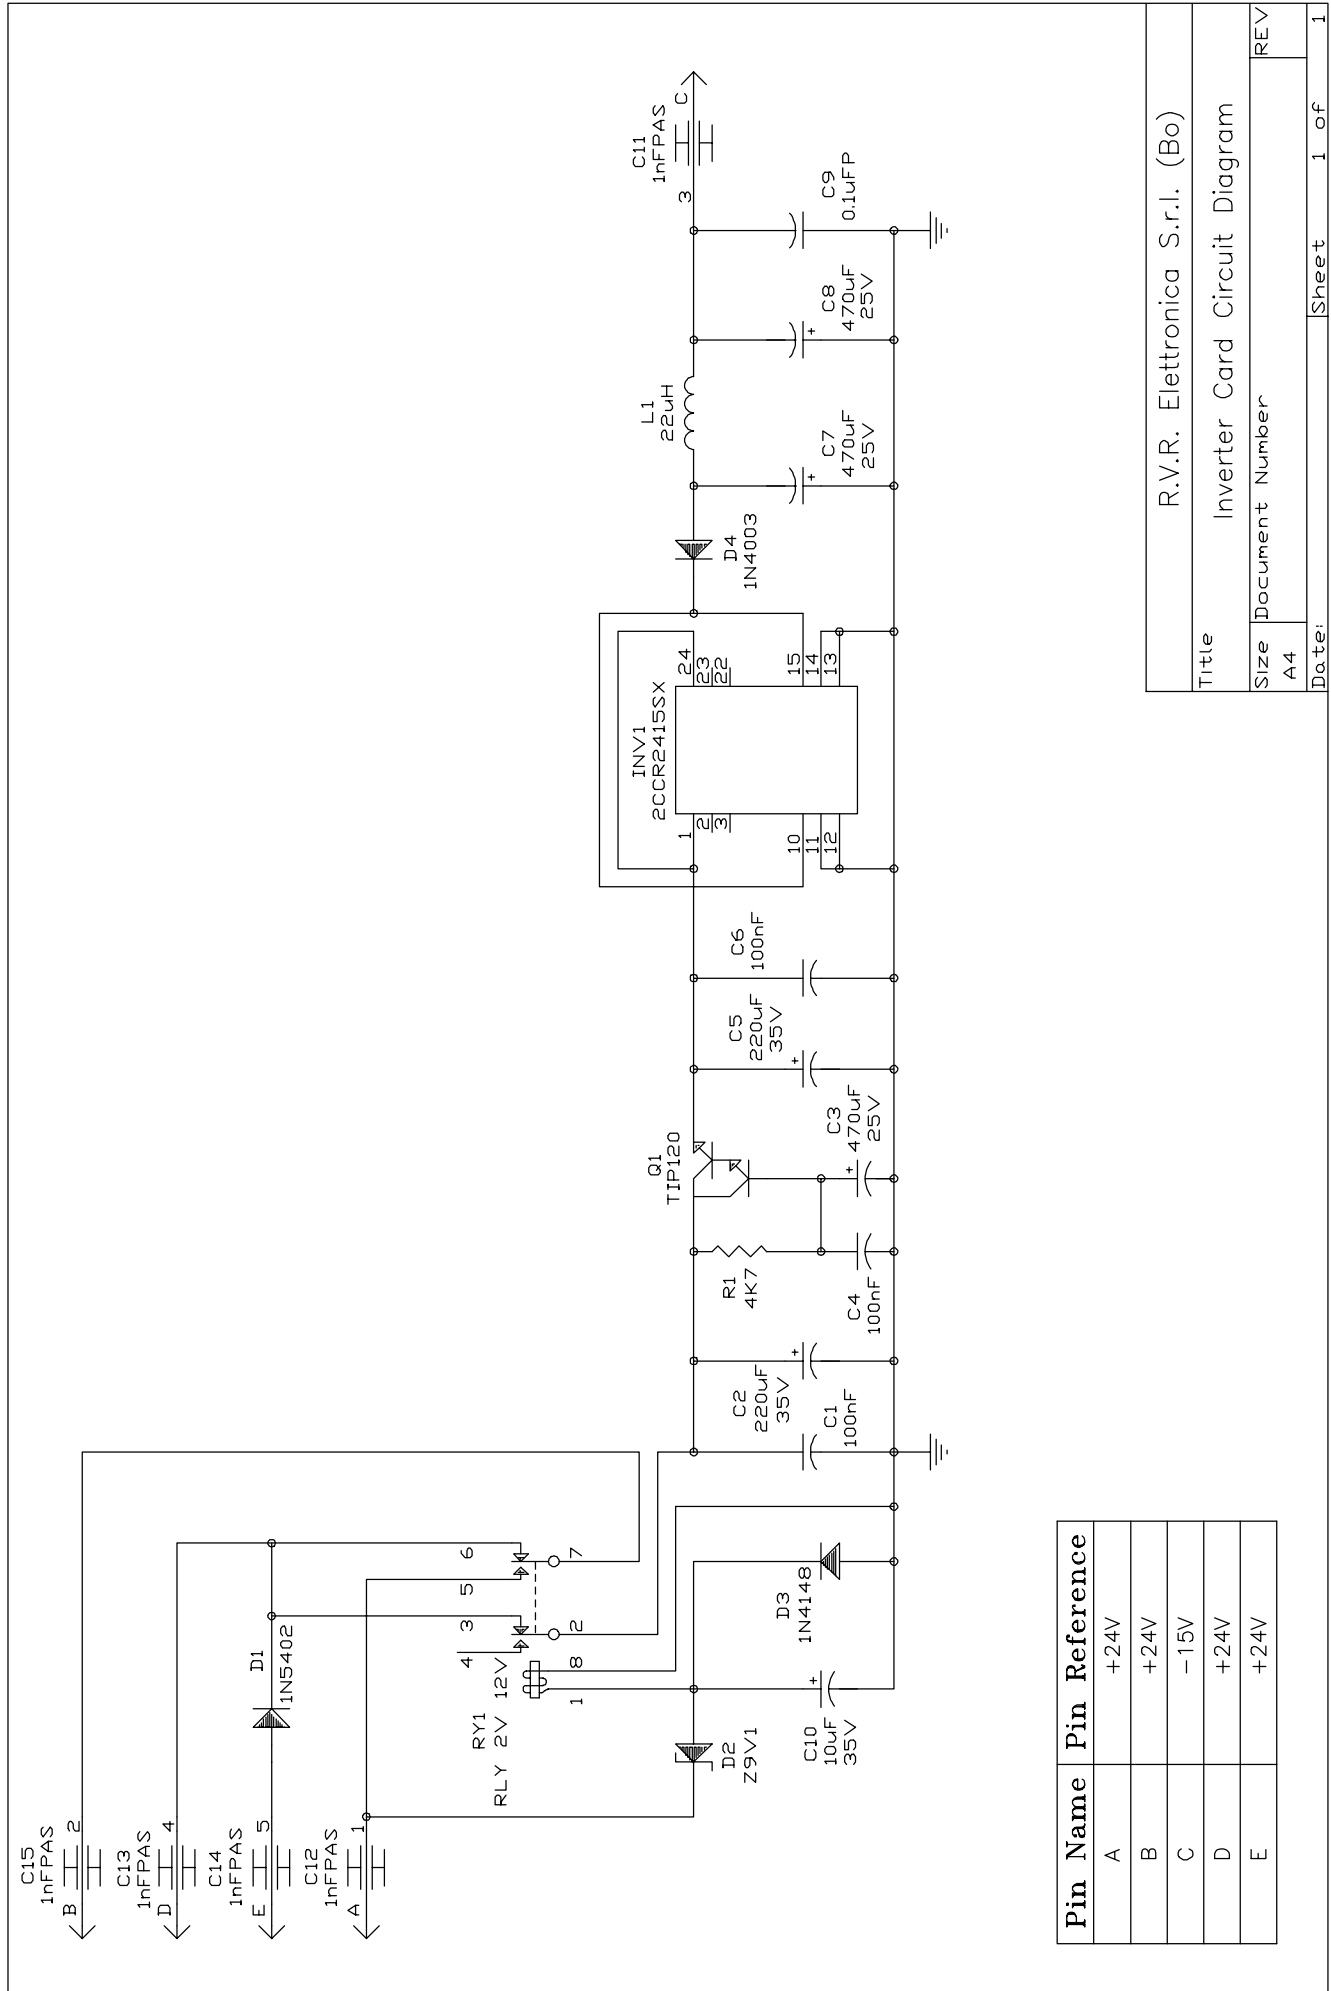 C15
1nFPAS
B
2
C13
1nFPAS
D
4
C14
1nFPAS
E
5
D1
1N5402
C12
1nFPAS
A
1
RY1
RLY 2V 12V
4
3
5
6
1
8
2
7
D2
Z9V1
C10
10uF
35V
D3
1N4148
C2
220uF
35V
C1
100nF
R1
4K7
C4
100nF
Q1
TIP120
C3
470uF
25V
C5
220uF
35V
C6
100nF
INV1
2CCR2415SX
1
2
3
10
11
12
24
23
22
15
14
13
D4
1N4003
L1
22uH
C7
470uF
25V
C8
470uF
25V
C9
0.1uFP
C11
1nFPAS
3
C
Pin Name Pin Reference
A +24V
B +24V
C -15V
D +24V
E +24V
R.V.R. Elettronica S.r.l. (Bo)
Title
Inverter Card Circuit Diagram
Size Document Number REV
A4
Date: Sheet 1 of 1